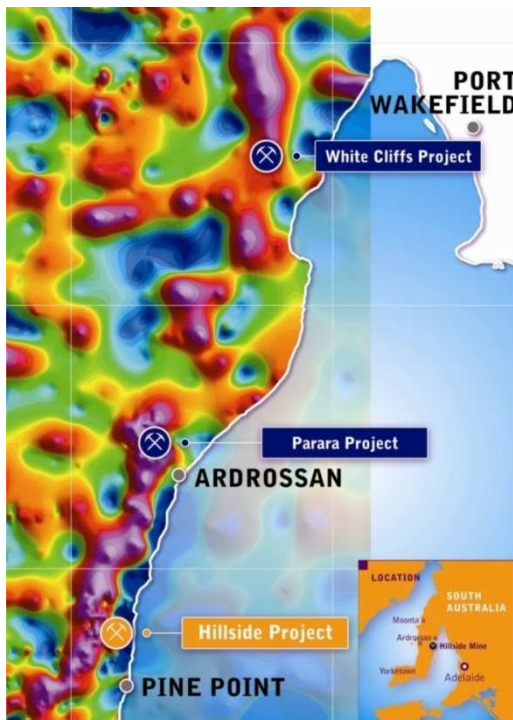 PORT
WAKEFIELD
White Cliffs Project
Parara Project
ARDROSSAN
Hillside Project
PINE POINT
LOCATION
SOUTH
AUSTRALIA
Moonta
Ardrossan
Hillside Mine
Yorketown
Adelaide